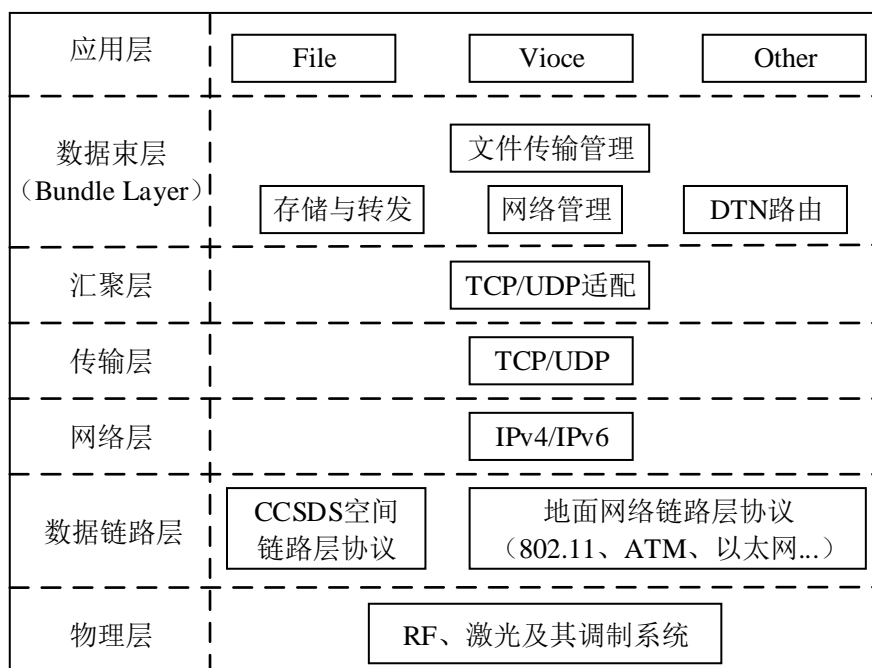 应用层
File
Vioce
Other
数据束层
（Bundle Layer）
文件传输管理
存储与转发
网络管理
DTN路由
汇聚层
TCP/UDP适配
传输层
TCP/UDP
网络层
IPv4/IPv6
数据链路层
CCSDS空间
链路层协议
地面网络链路层协议
（802.11、ATM、以太网...）
物理层
RF、激光及其调制系统